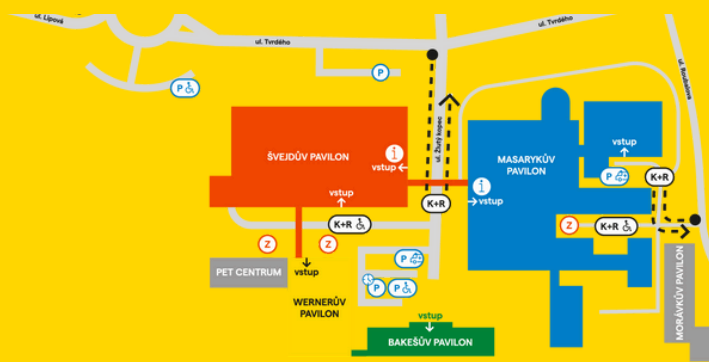 ul. Lipová
ul. Tvrdého
ul. Tvrdého
ul. Roubalova
P
P
ul. Žlutý kopec
ŠVEJDŮV PAVILON
i
vstup
MASARYKŮV
PAVILON
vstup
P
K+R
i
vstup
vstup
K+R
K+R
Z
K+R
Z
Z
PET CENTRUM
vstup
P
P
P
WERNERŮV
PAVILON
MORÁVKŮV PAVILON
vstup
BAKEŠŮV PAVILON